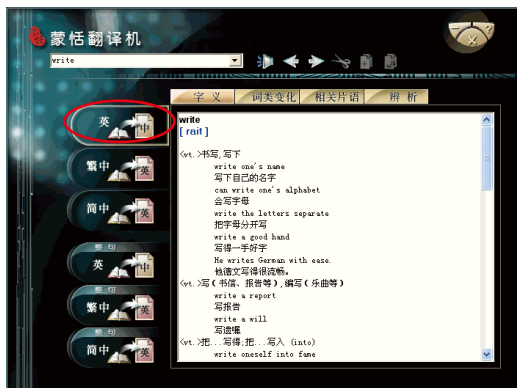 蒙恬翻译机
write
字 义 词类变化 相关片语 辨 析
英 中
繁中 英
简中 英
整句
英 中
整句
繁中 英
整句
简中 英
write
[ rait ]
<vt.>书写,写下
write one's name
写下自己的名字
can write one's alphabet
会写字母
write the letters separate
把字母分开写
write a good hand
写得一手好字
He writes German with ease.
他德文写得很流畅。
<vt.>写(书信、报告等),编写(乐曲等)
write a report
写报告
write a will
写遗嘱
<vt.>把...写得;把...写入 (into)
write oneself into fame